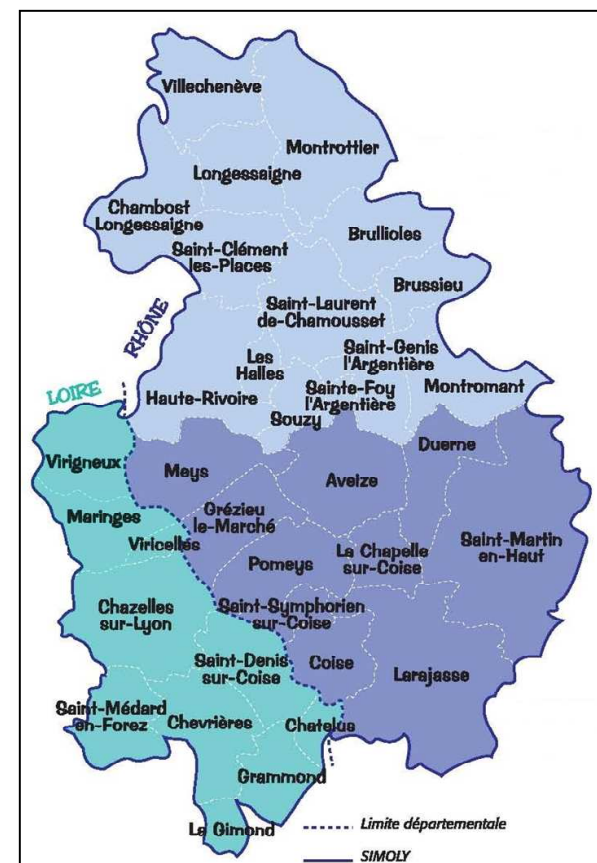 Villechenève
Montrottier
Longessaigne
Chambost
Longessaigne
Brullioles
Saint-Clément
les-Places
Brussieu
Saint-Laurent
de-Chamousset
RHÔNE
Saint-Genis
l'Argentière
Les
Halles
Sainte-Foy
l'Argentière
Montromant
Haute-Rivoire
LOIRE
Souzy
Duerne
Virigneux
Meys
Aveize
Grézieu
le-Marché
Maringes
Viricelles
Saint-Martin
en-Haut
La Chapelle
sur-Coise
Pomeys
Chazelles
sur-Lyon
Saint-Symphorien
sur-Coise
Saint-Denis
sur-Coise
Coise
Larajasse
Saint-Médard
en-Forez
Chevrières
Chatelus
Grammond
La Gimond
Limite départementale
SIMOLY